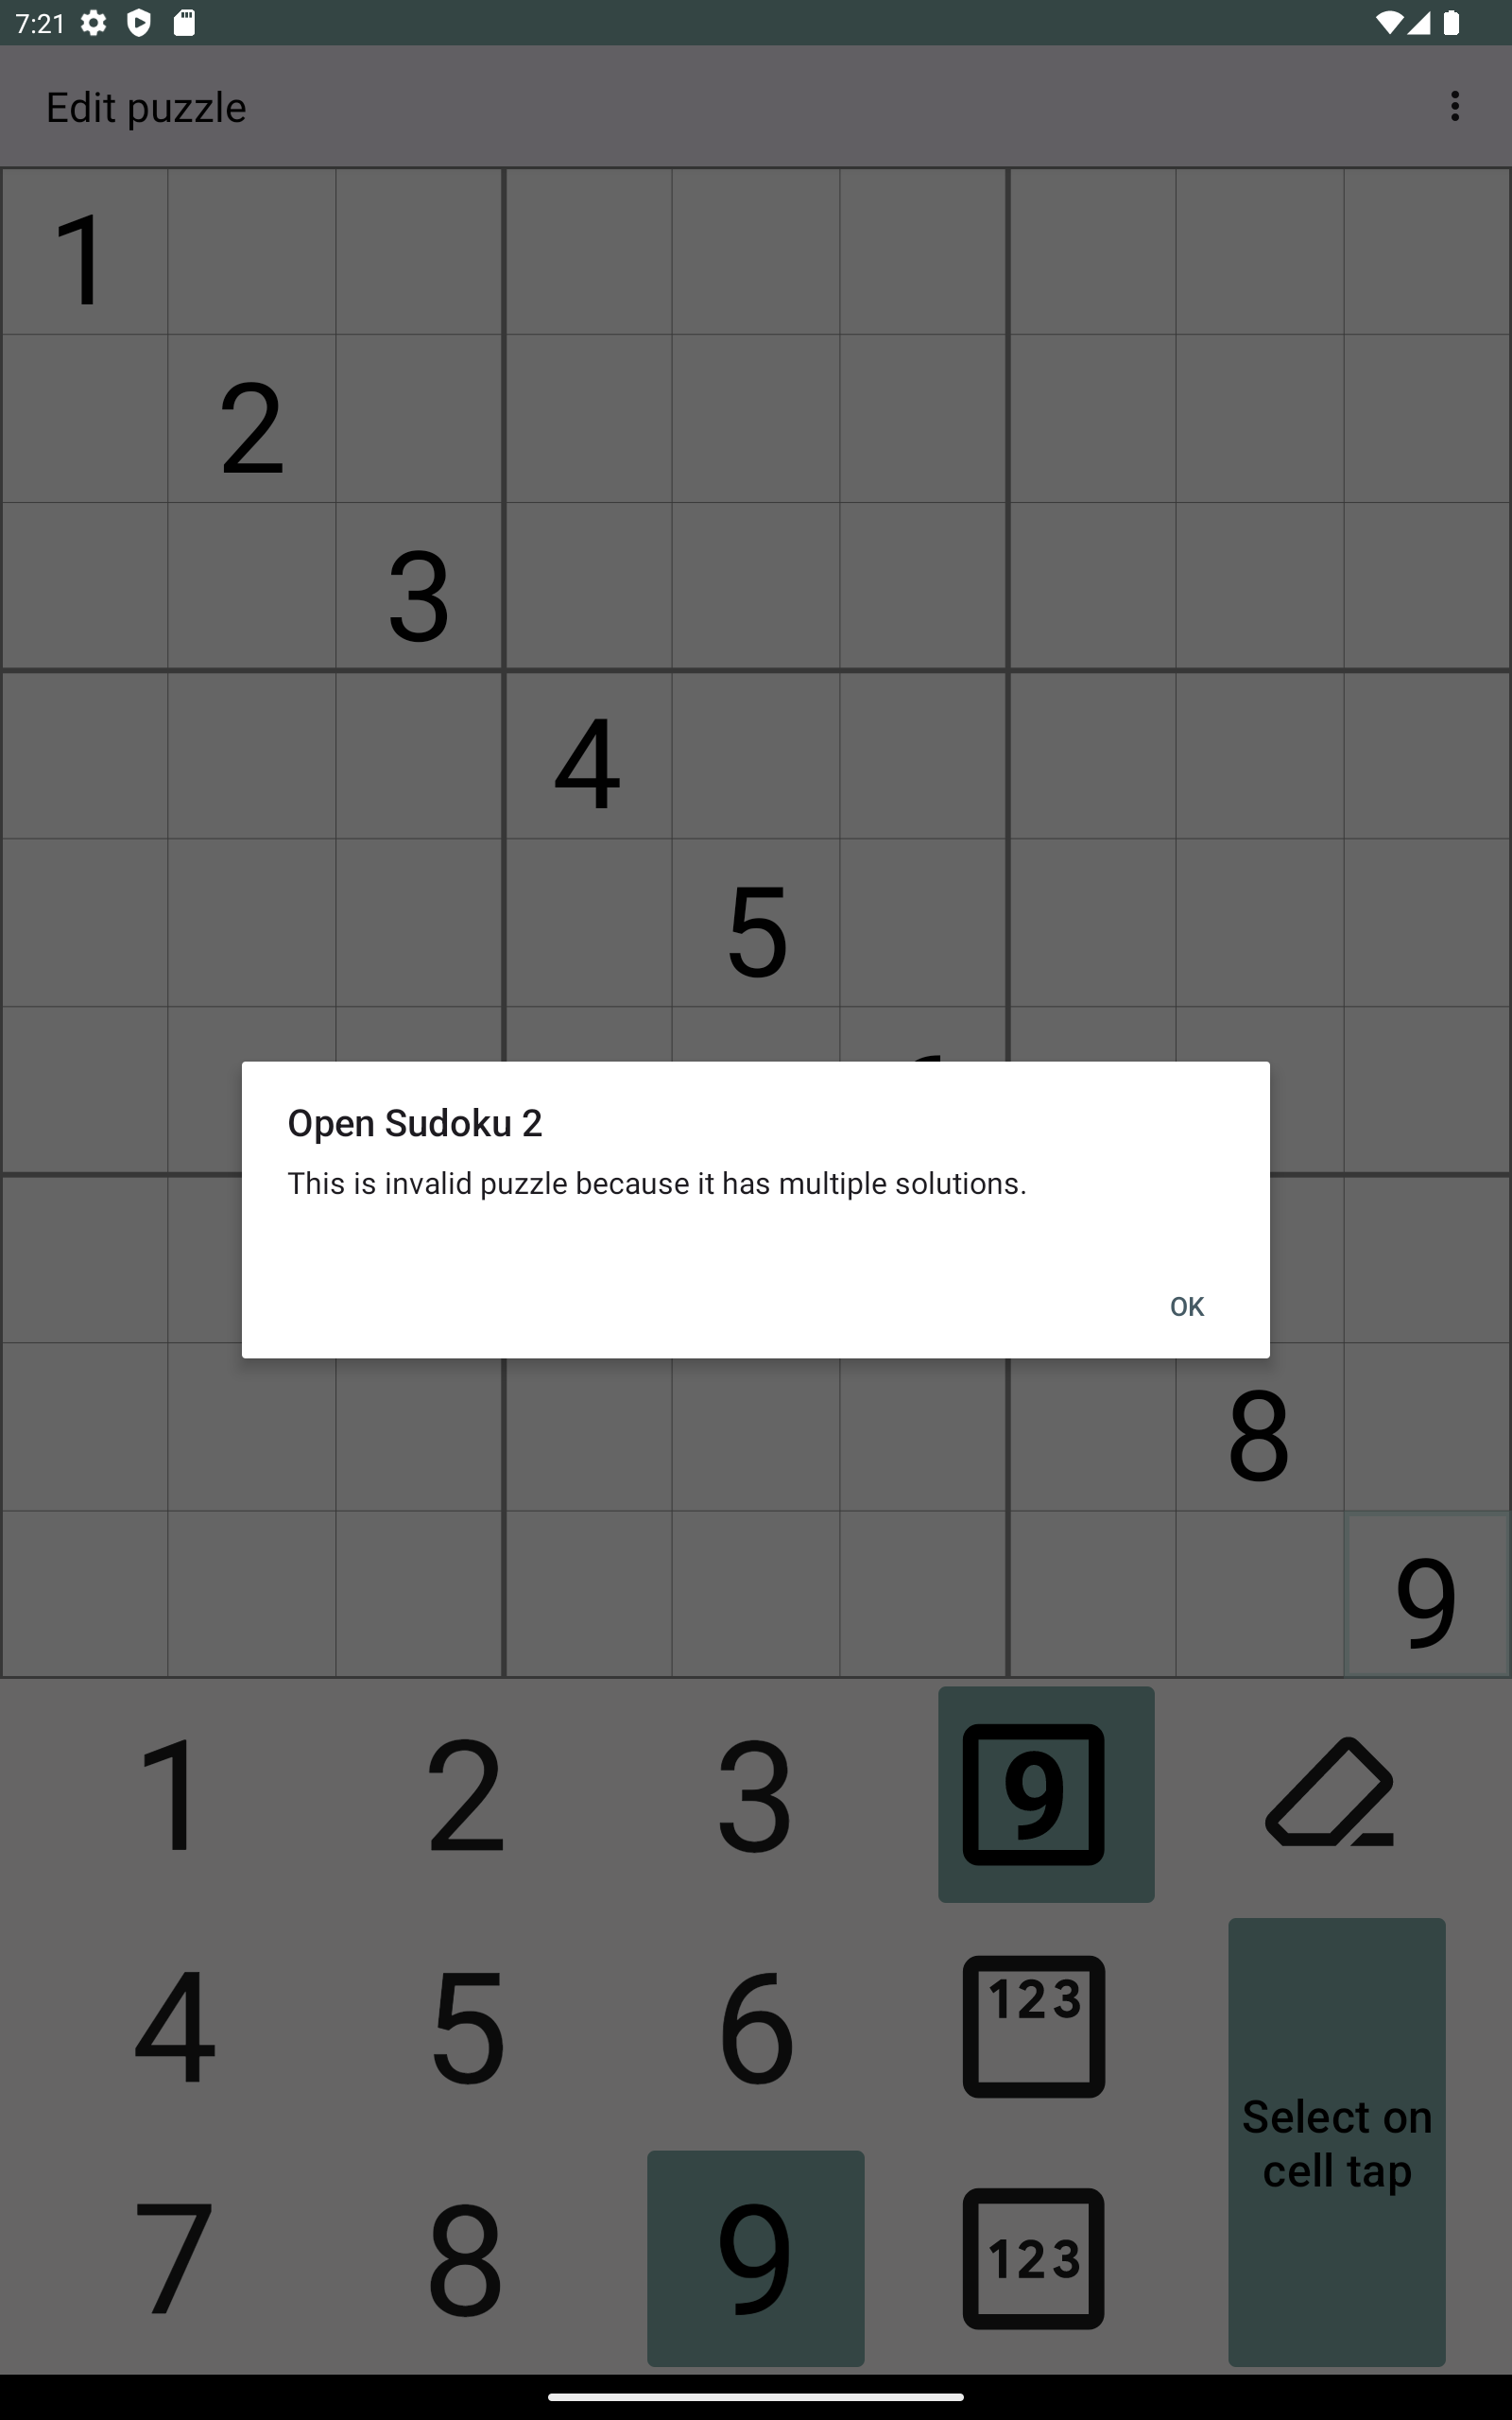 7:21
Edit puzzle
1
2
3
4
5
Open Sudoku 2
This is invalid puzzle because it has multiple solutions.
OK
8
9
1 2 3 9
4 5 6 123
Select on
cell tap
7 8 9 123